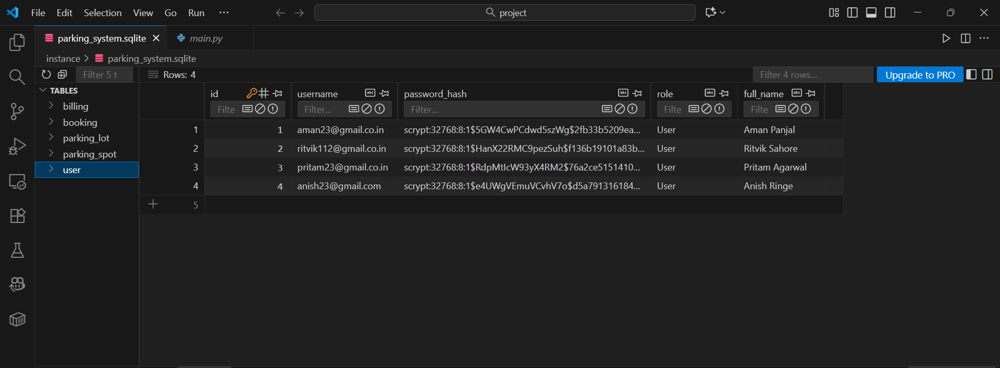 File Edit Selection View Go Run ··· project
parking_system.sqlite main.py
instance > parking_system.sqlite
Filter 5 t Rows: 4 Filter 4 rows... Upgrade to PRO
TABLES
billing
booking
parking_lot
parking_spot
user
id username password_hash role full_name
Filte Filter... Filter... Filte Filte
1 1 aman23@gmail.co.in scrypt:32768:8:1$5GW4CwPCdwd5szWg$2fb33b5209ea... User Aman Panjal
2 2 ritvik112@gmail.co.in scrypt:32768:8:1$HanX22RMC9pezSuh$f136b19101a83b... User Ritvik Sahore
3 3 pritam23@gmail.co.in scrypt:32768:8:1$RdpMtIcW93yX4RM2$76a2ce5151410... User Pritam Agarwal
4 4 anish23@gmail.com scrypt:32768:8:1$e4UWgVEmuVCvhV7o$d5a791316184... User Anish Ringe
5